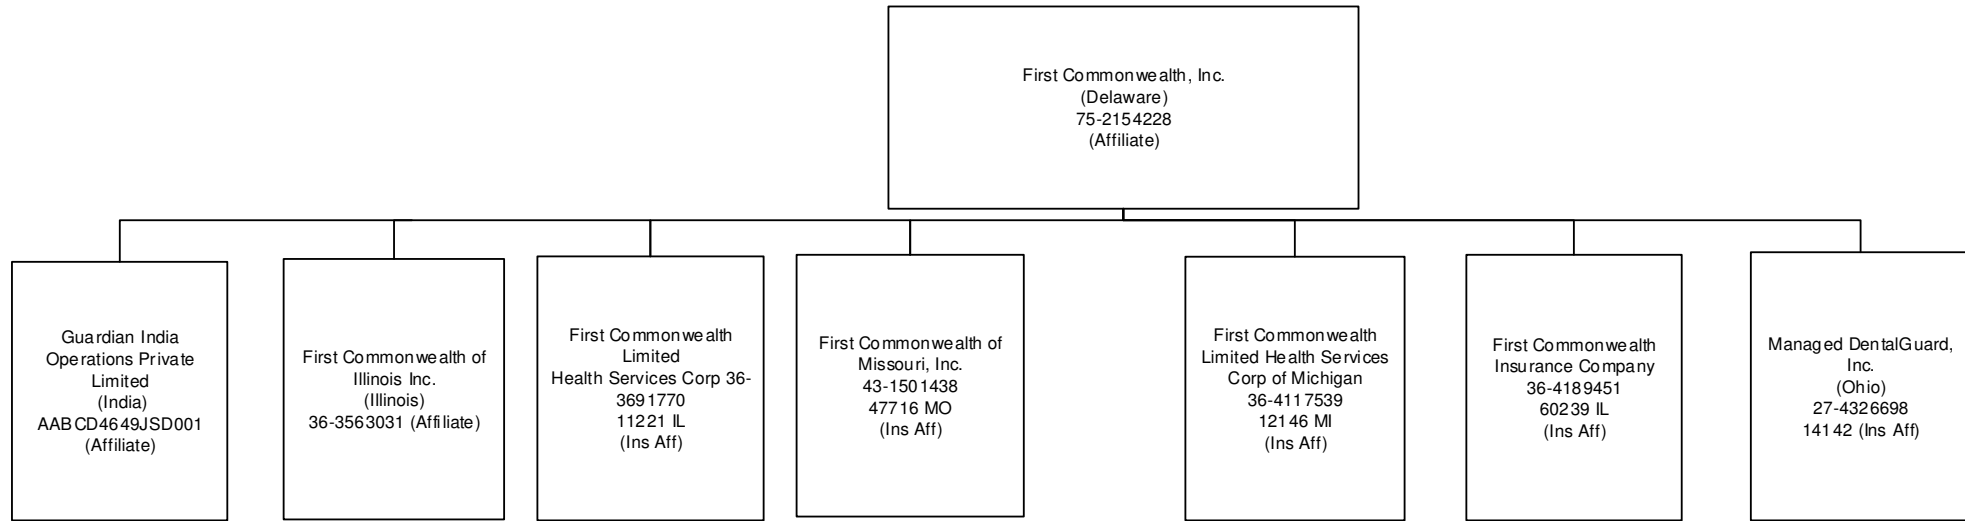 First Commonwealth, Inc.
(Delaware)
75-2154228
(Affiliate)
Guardian India
Operations Private
Limited
(India)
AABCD4649JSD001
(Affiliate)
First Commonwealth of
Illinois Inc.
(Illinois)
36-3563031 (Affiliate)
First Commonwealth
Limited
Health Services Corp 36-
3691770
11221 IL
(Ins Aff)
First Commonwealth of
Missouri, Inc.
43-1501438
47716 MO
(Ins Aff)
First Commonwealth
Limited Health Services
Corp of Michigan
36-4117539
12146 MI
(Ins Aff)
First Commonwealth
Insurance Company
36-4189451
60239 IL
(Ins Aff)
Managed DentalGuard,
Inc.
(Ohio)
27-4326698
14142 (Ins Aff)